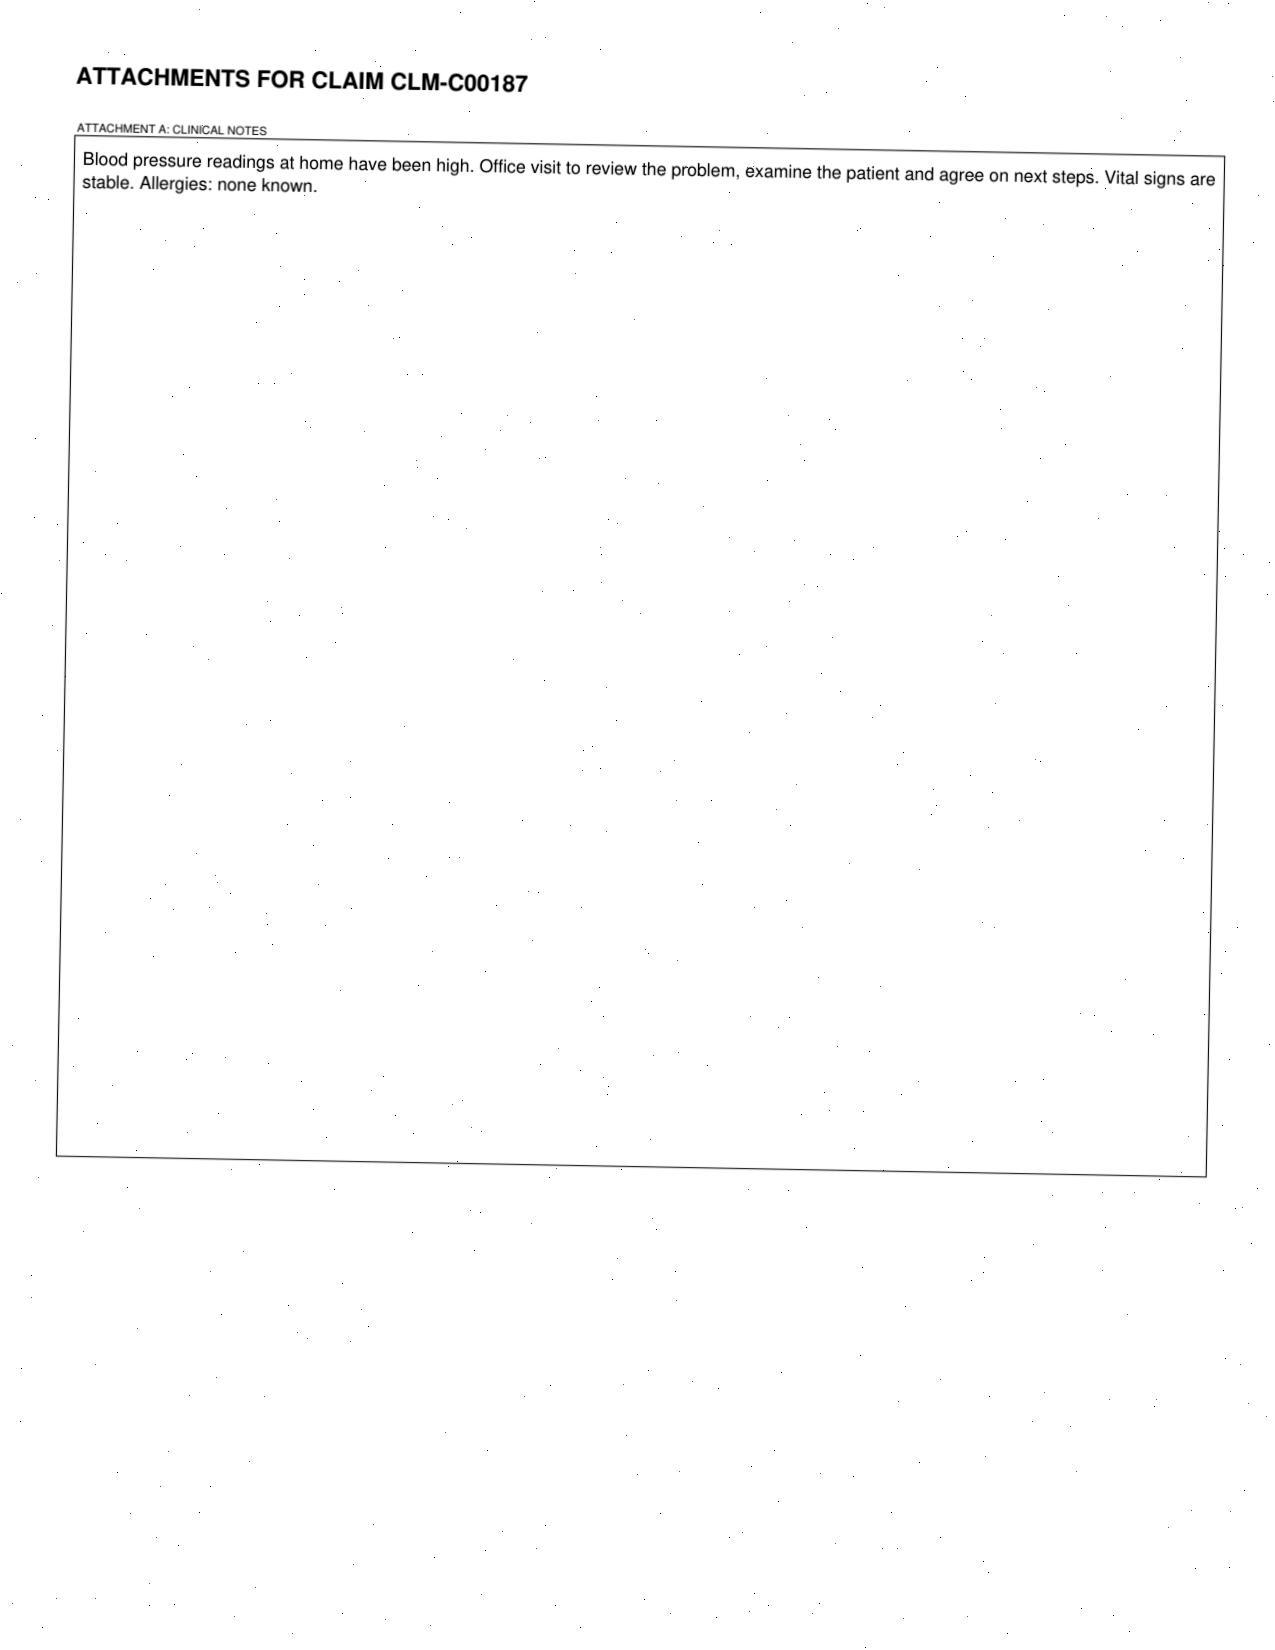 ATTACHMENTS FOR CLAIM CLM-C00187
ATTACHMENT A: CLINICAL NOTES
Blood pressure readings at home have been high. Office visit to review the problem, examine the patient and agree on next steps. Vital signs are
stable. Allergies: none known.